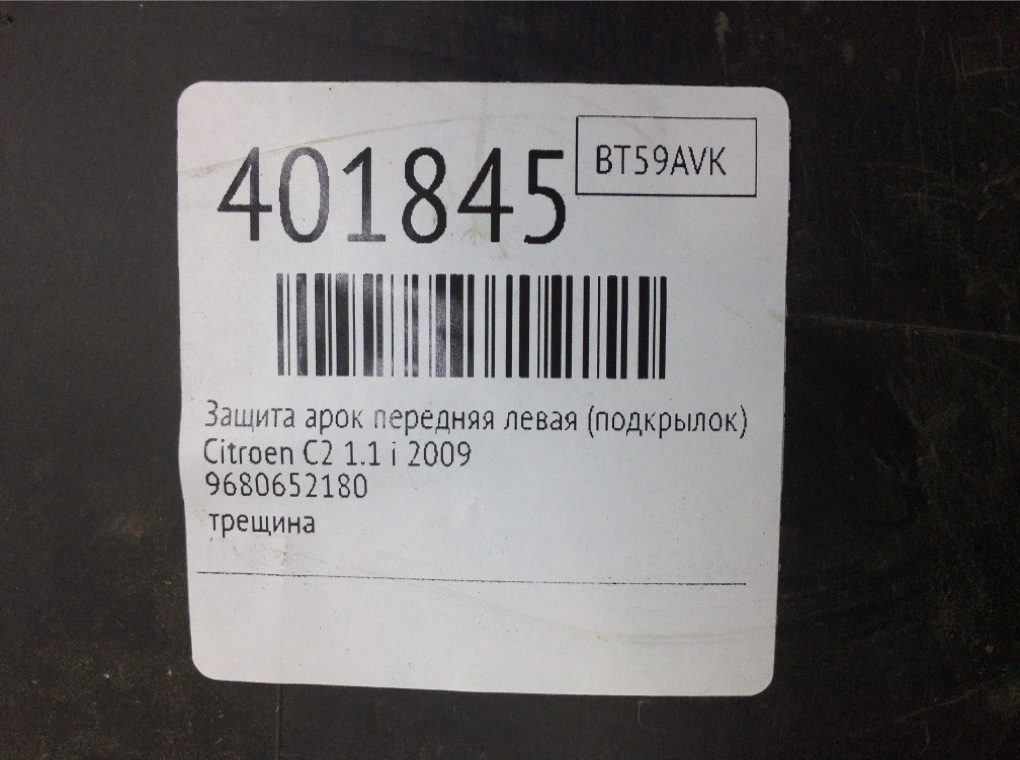 401845
BT59AVK
Защита арок передняя левая (подкрылок)
Citroen C2 1.1 i 2009
9680652180
трещина